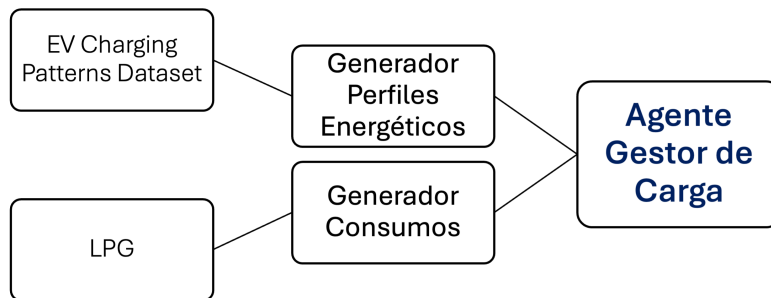 EV Charging
Patterns Dataset
Generador
Perfiles
Energéticos
Agente
Gestor de
Carga
LPG
Generador
Consumos